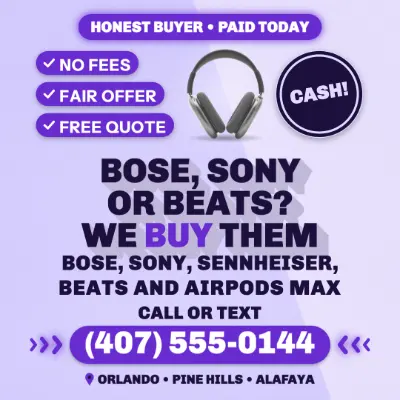 HONEST BUYER • PAID TODAY
NO FEES
FAIR OFFER
FREE QUOTE
CASH!
BOSE, SONY
OR BEATS?
WE BUY THEM
BOSE, SONY, SENNHEISER,
BEATS AND AIRPODS MAX
CALL OR TEXT
(407) 555-0144
ORLANDO • PINE HILLS • ALAFAYA